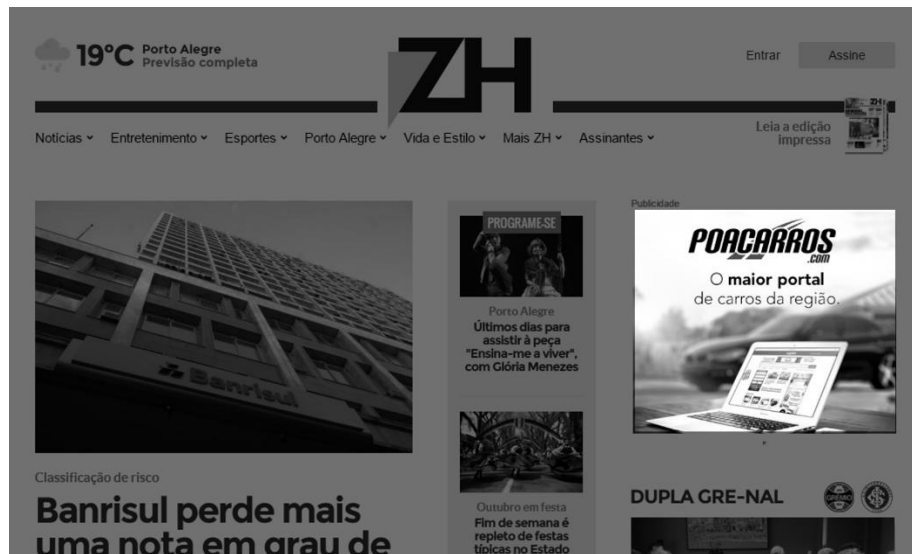 19°C Porto Alegre
Previsão completa
ZH
Entrar
Assine
Notícias
Entretenimento
Esportes
Porto Alegre
Vida e Estilo
Mais ZH
Assinantes
Leia a edição
impressa
ZH
Banrisul
Classificação de risco
Banrisul perde mais
uma nota em grau de
PROGRAME-SE
Porto Alegre
Últimos dias para
assistir à peça
"Ensina-me a viver",
com Glória Menezes
Outubro em festa
Fim de semana é
repleto de festas
típicas no Estado
Publicidade
POACARROS
.com
O maior portal
de carros da região.
DUPLA GRE-NAL
GRÊMIO